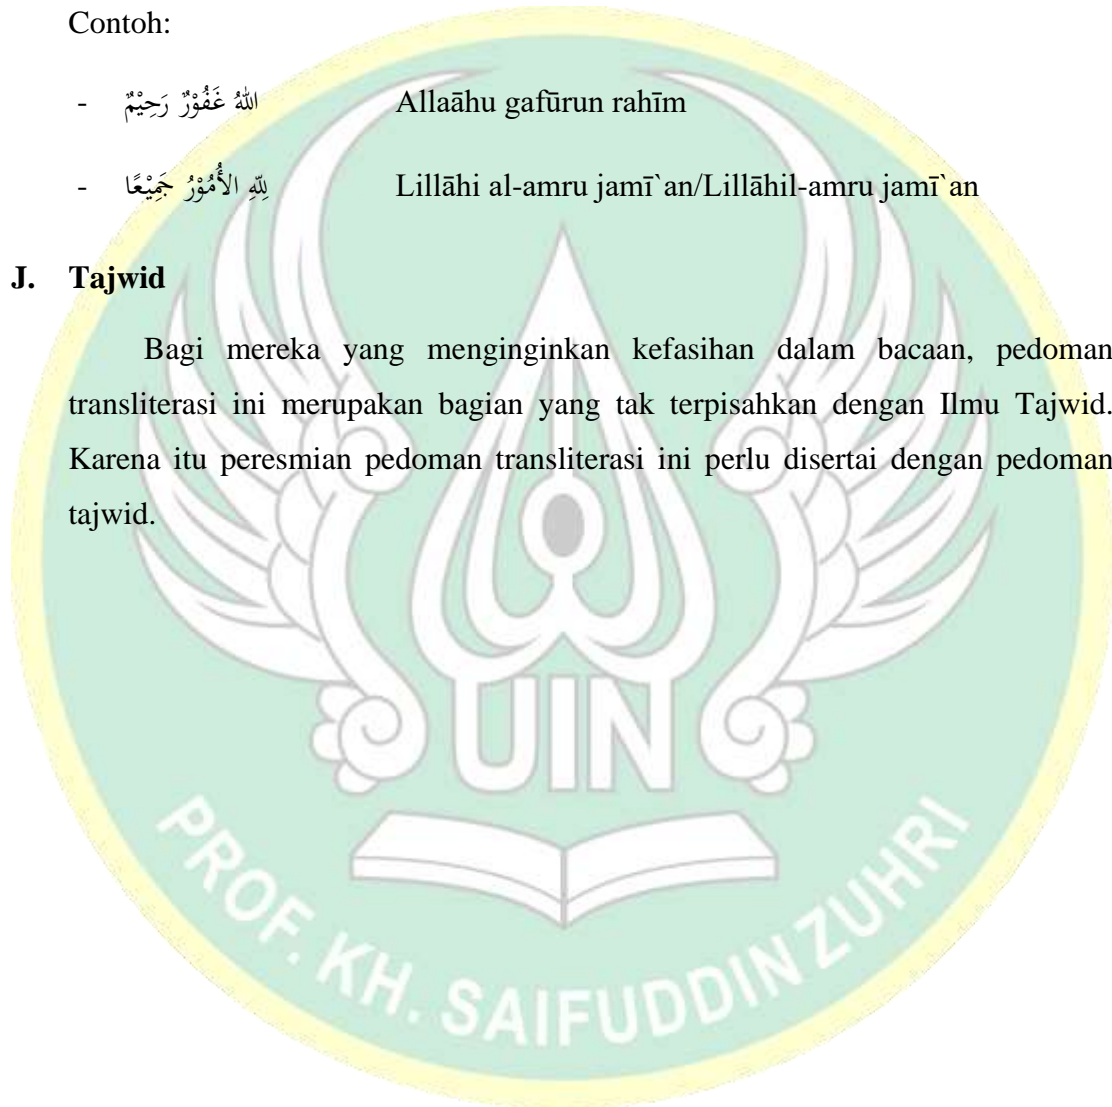 Contoh:
- اللهُ غَفُوْرٌ رَحِيْمٌ Allaāhu gafūrun rahīm
- لِلّهِ الأُمُوْرُ جَمِيْعًا Lillāhi al-amru jamī`an/Lillāhil-amru jamī`an
J. Tajwid
Bagi mereka yang menginginkan kefasihan dalam bacaan, pedoman
transliterasi ini merupakan bagian yang tak terpisahkan dengan Ilmu Tajwid.
Karena itu peresmian pedoman transliterasi ini perlu disertai dengan pedoman
tajwid.
UIN
PROF. KH. SAIFUDDIN ZUHRI